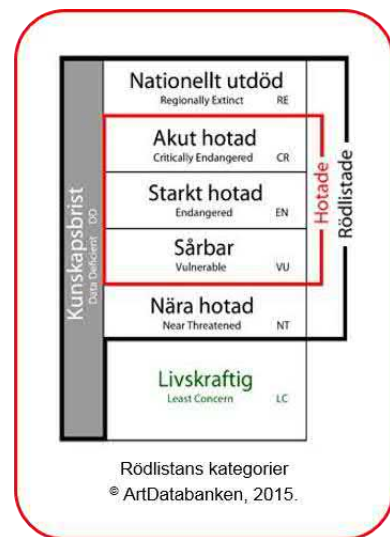 Nationellt utdöd
Regionally Extinct RE
Akut hotad
Critically Endangered CR
Starkt hotad
Endangered EN
Sårbar
Vulnerable VU
Nära hotad
Near Threatened NT
Livskraftig
Least Concern LC
Kunskapsbrist
Data Deficient DD
Hotade
Rödlistade
Rödlistans kategorier
© ArtDatabanken, 2015.